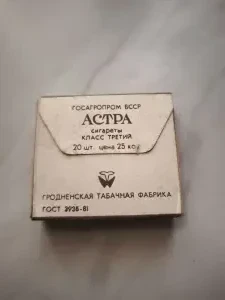 ГОСАГРОПРОМ БССР
АСТРА
сигареты
КЛАСС ТРЕТИЙ
20 шт. цена 25 коп
ГРОДНЕНСКАЯ ТАБАЧНАЯ ФАБРИКА
ГОСТ 3935-81